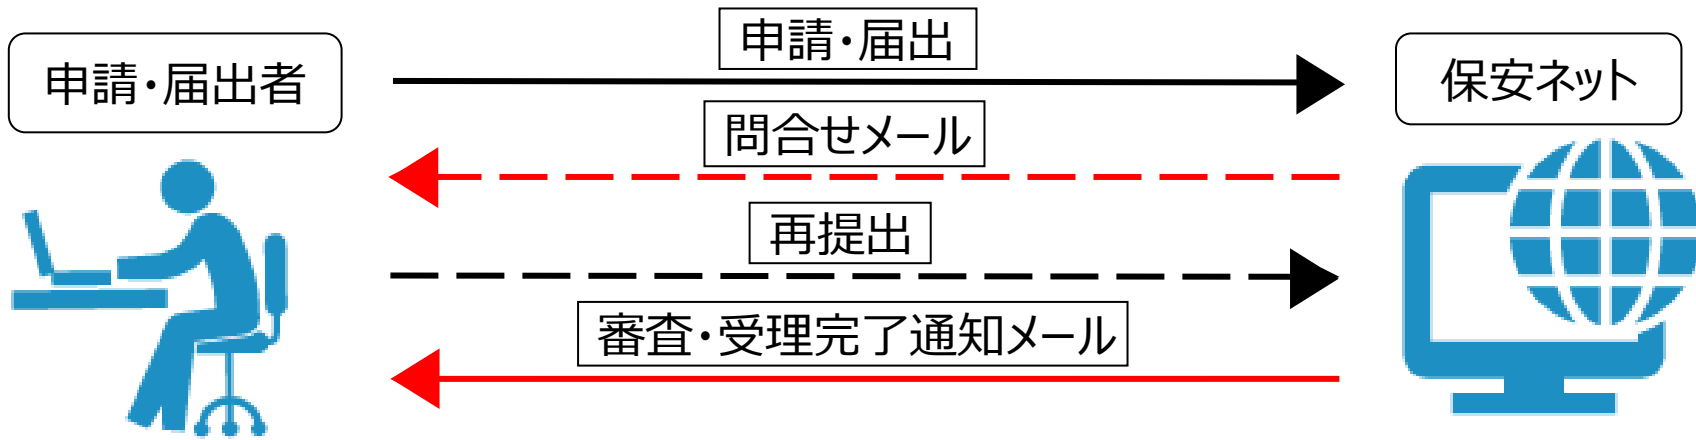 申請・届出
申請・届出者
保安ネット
問合せメール
再提出
審査・受理完了通知メール